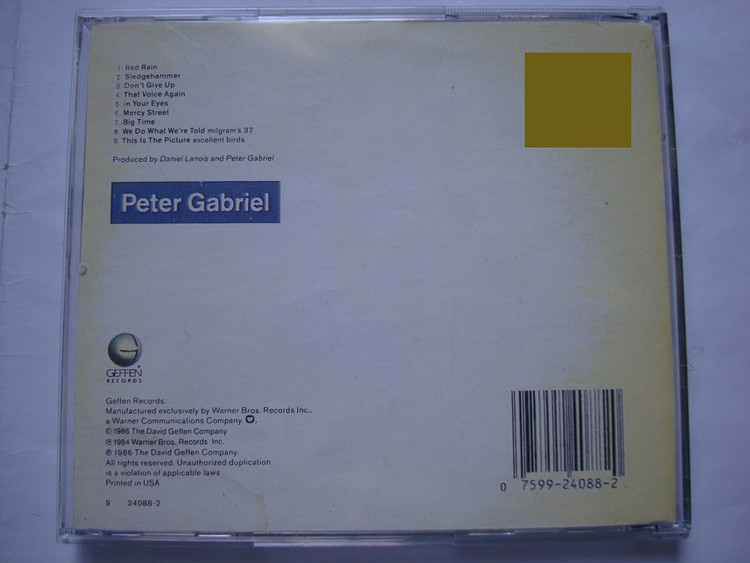 1. Red Rain
2. Sledgehammer
3. Don't Give Up
4. That Voice Again
5. In Your Eyes
6. Mercy Street
7. Big Time
8. We Do What We're Told milgram's 37
9. This Is The Picture excellent birds
Produced by Daniel Lanois and Peter Gabriel
Peter Gabriel
GEFFEN
RECORDS
Geffen Records.
Manufactured exclusively by Warner Bros. Records Inc.,
a Warner Communications Company W.
© 1986 The David Geffen Company
℗ 1984 Warner Bros. Records Inc.
℗ 1986 The David Geffen Company.
All rights reserved. Unauthorized duplication
is a violation of applicable laws
Printed in USA
9 24088-2
0 7599-24088-2